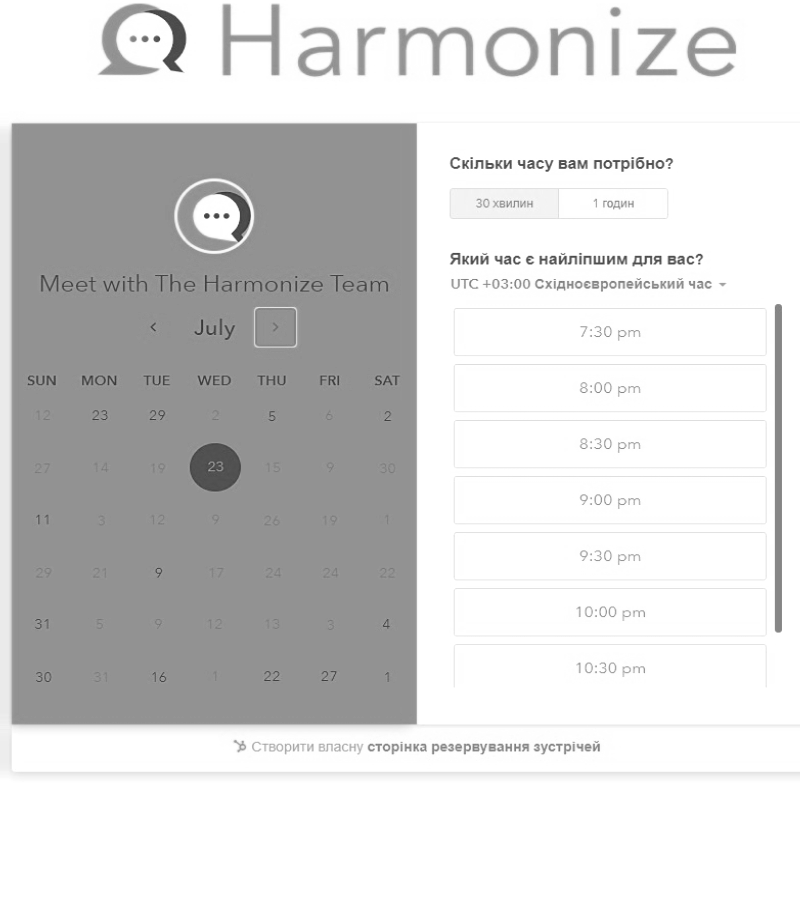 Harmonize
Meet with The Harmonize Team
July
SUN MON TUE WED THU FRI SAT
12 23 29 2 5 6 2
27 14 19 23 15 9 30
11 3 12 9 26 19 1
29 21 9 17 24 24 22
31 5 9 12 13 3 4
30 31 16 1 22 27 1
Скільки часу вам потрібно?
30 хвилин 1 годин
Який час є найліпшим для вас?
UTC +03:00 Східноєвропейський час
7:30 pm
8:00 pm
8:30 pm
9:00 pm
9:30 pm
10:00 pm
10:30 pm
Створити власну сторінка резервування зустрічей